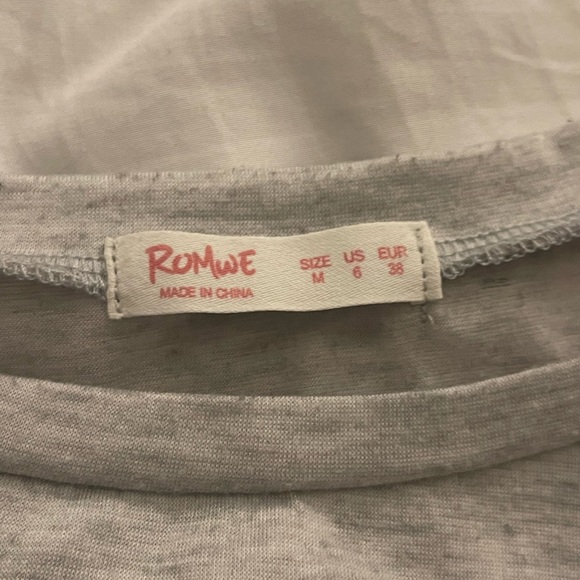 ROMWE
MADE IN CHINA
SIZE US EUR
M 6 38